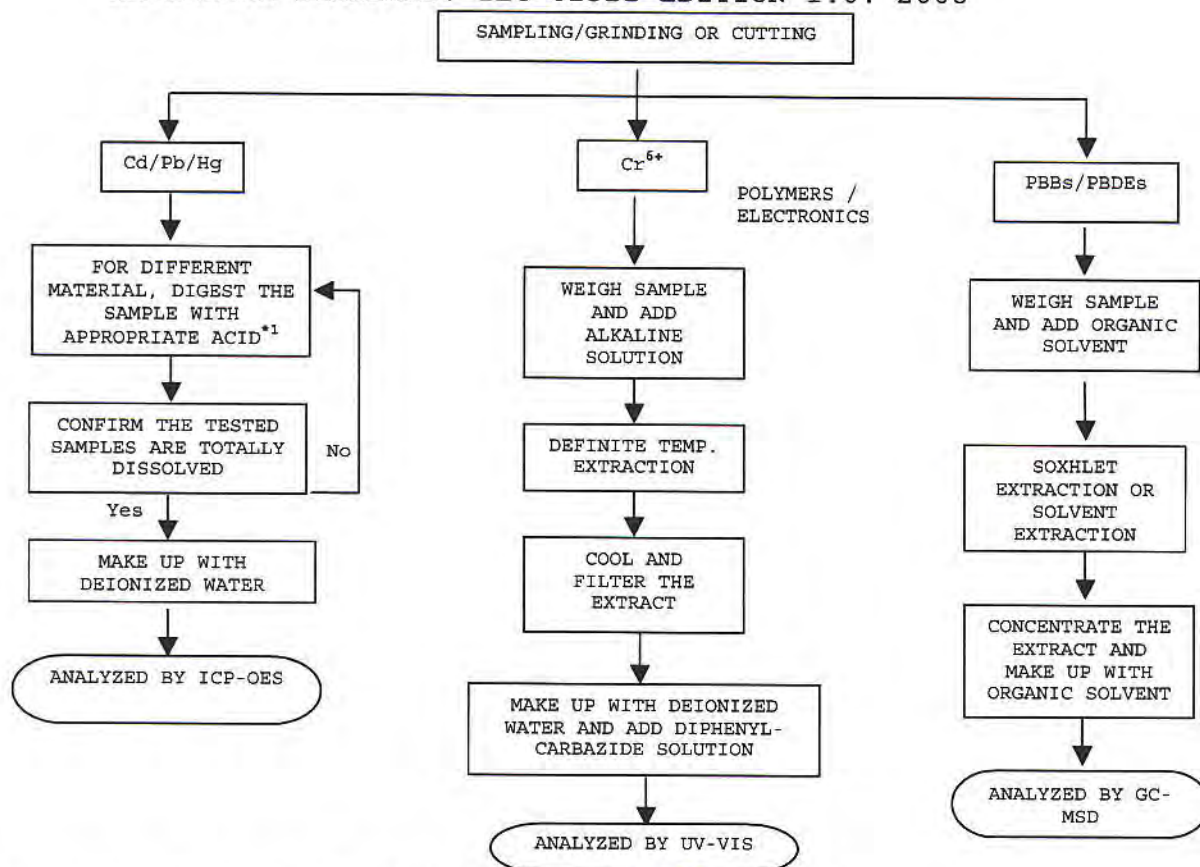 SAMPLING/GRINDING OR CUTTING
Cd/Pb/Hg
FOR DIFFERENT
MATERIAL, DIGEST THE
SAMPLE WITH
APPROPRIATE ACID*1
CONFIRM THE TESTED
SAMPLES ARE TOTALLY
DISSOLVED
No
Yes
MAKE UP WITH
DEIONIZED WATER
ANALYZED BY ICP-OES
Cr6+
POLYMERS /
ELECTRONICS
WEIGH SAMPLE
AND ADD
ALKALINE
SOLUTION
DEFINITE TEMP.
EXTRACTION
COOL AND
FILTER THE
EXTRACT
MAKE UP WITH DEIONIZED
WATER AND ADD DIPHENYL-
CARBAZIDE SOLUTION
ANALYZED BY UV-VIS
PBBs/PBDEs
WEIGH SAMPLE
AND ADD ORGANIC
SOLVENT
SOXHLET
EXTRACTION OR
SOLVENT
EXTRACTION
CONCENTRATE THE
EXTRACT AND
MAKE UP WITH
ORGANIC SOLVENT
ANALYZED BY GC-
MSD